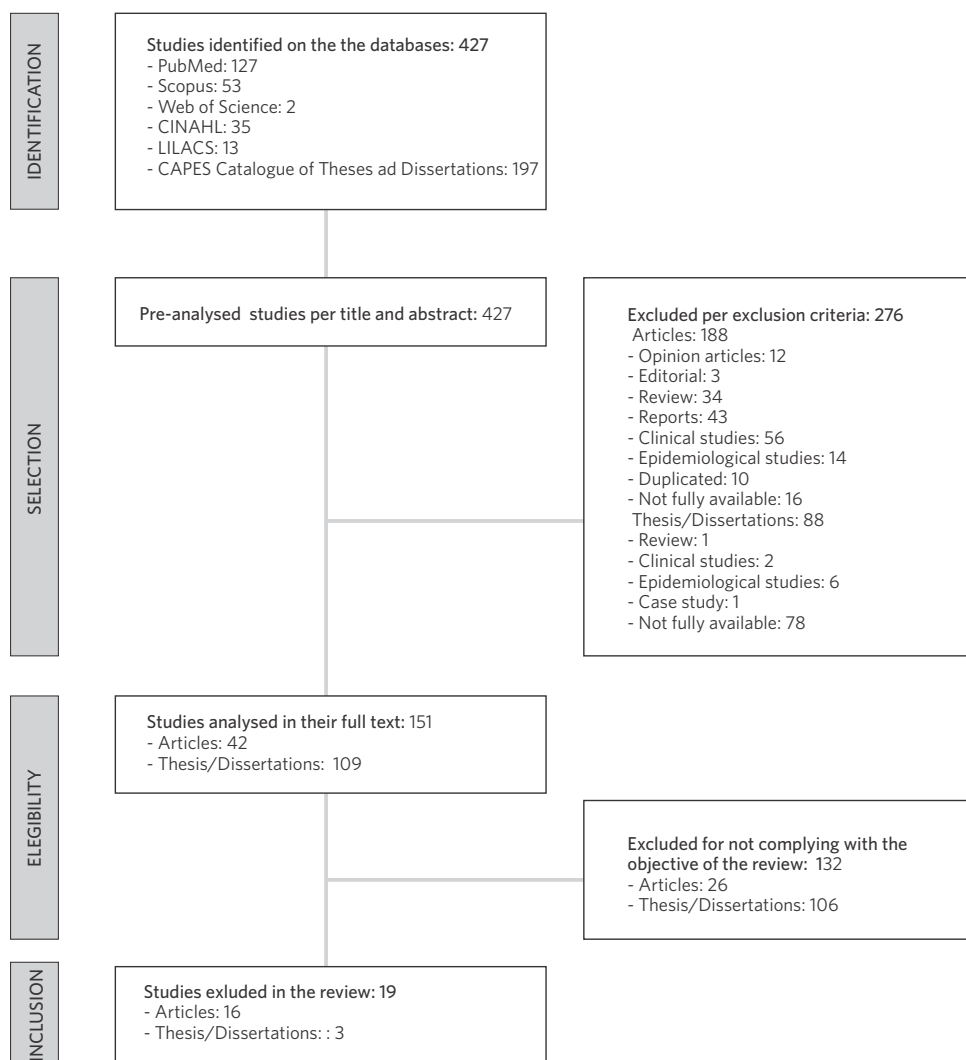 IDENTIFICATION
Studies identified on the the databases: 427
- PubMed: 127
- Scopus: 53
- Web of Science: 2
- CINAHL: 35
- LILACS: 13
- CAPES Catalogue of Theses ad Dissertations: 197
SELECTION
Pre-analysed studies per title and abstract: 427
Excluded per exclusion criteria: 276
Articles: 188
- Opinion articles: 12
- Editorial: 3
- Review: 34
- Reports: 43
- Clinical studies: 56
- Epidemiological studies: 14
- Duplicated: 10
- Not fully available: 16
Thesis/Dissertations: 88
- Review: 1
- Clinical studies: 2
- Epidemiological studies: 6
- Case study: 1
- Not fully available: 78
ELEGIBILITY
Studies analysed in their full text: 151
- Articles: 42
- Thesis/Dissertations: 109
Excluded for not complying with the
objective of the review: 132
- Articles: 26
- Thesis/Dissertations: 106
INCLUSION
Studies exluded in the review: 19
- Articles: 16
- Thesis/Dissertations: : 3